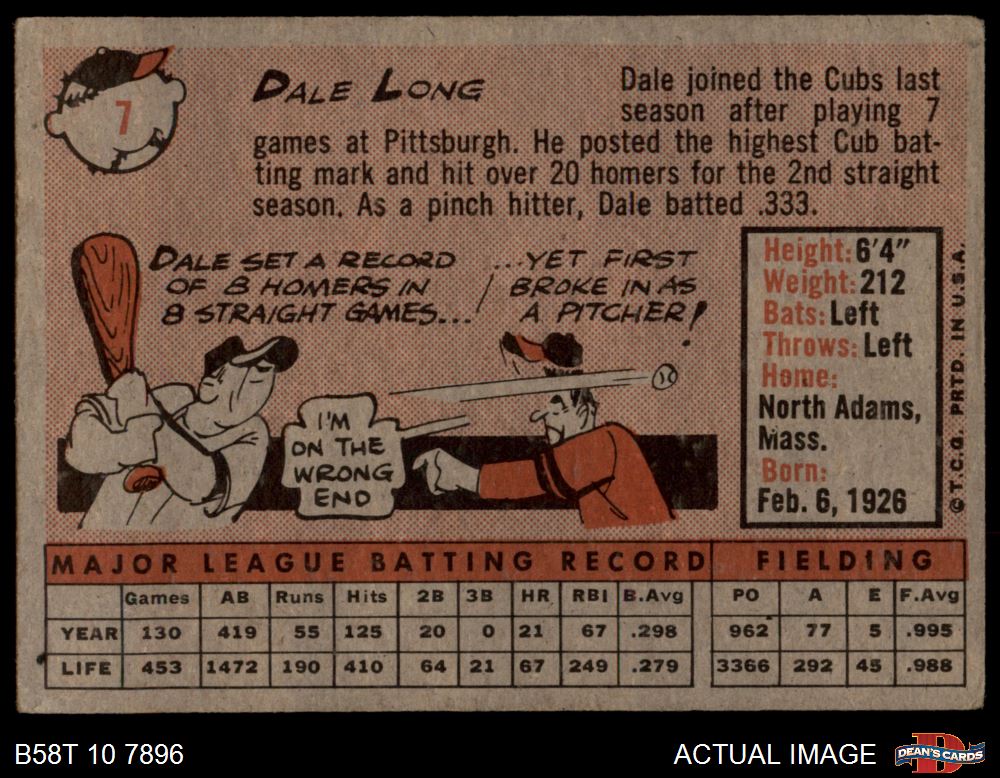 7
DALE LONG
Dale joined the Cubs last
season after playing 7
games at Pittsburgh. He posted the highest Cub bat-
ting mark and hit over 20 homers for the 2nd straight
season. As a pinch hitter, Dale batted .333.
DALE SET A RECORD
OF 8 HOMERS IN
8 STRAIGHT GAMES...
...YET FIRST
BROKE IN AS
A PITCHER!
I'M
ON THE
WRONG
END
Height: 6'4"
Weight: 212
Bats: Left
Throws: Left
Home:
North Adams,
Mass.
Born:
Feb. 6, 1926
© T.C.G. PRTD. IN U.S.A.
MAJOR LEAGUE BATTING RECORD FIELDING
Games AB Runs Hits 2B 3B HR RBI B.Avg PO A E F.Avg
YEAR 130 419 55 125 20 0 21 67 .298 962 77 5 .995
LIFE 453 1472 190 410 64 21 67 249 .279 3366 292 45 .988
B58T 10 7896
ACTUAL IMAGE
DEAN'S CARDS